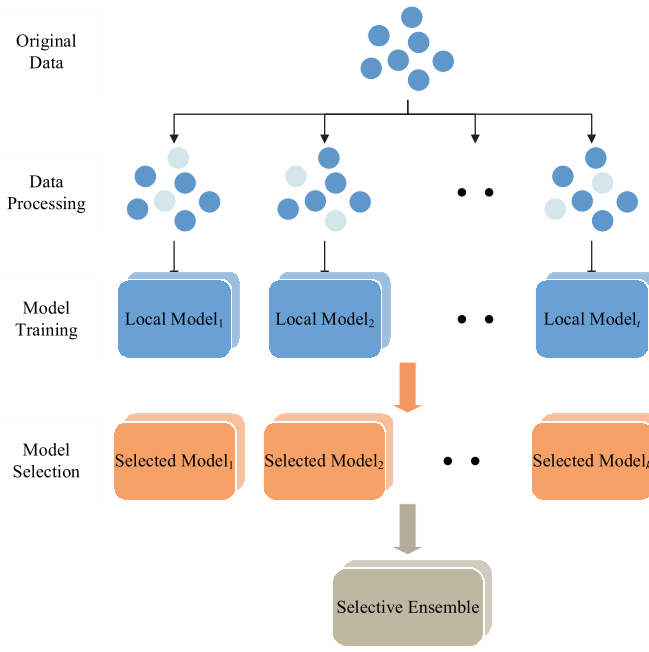 Original
Data
Data
Processing
Model
Training
Local Model₁
Local Model₂
Local Modelₜ
Model
Selection
Selected Model₁
Selected Model₂
Selected Model
Selective Ensemble